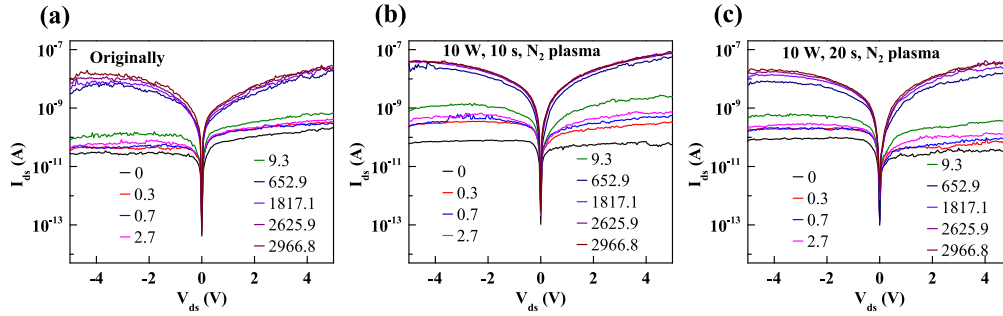 (a)
Originally
I_ds (A)
10^-7
10^-9
10^-11
10^-13
0
0.3
0.7
2.7
9.3
652.9
1817.1
2625.9
2966.8
-4 -2 0 2 4
V_ds (V)
(b)
10 W, 10 s, N_2 plasma
I_ds (A)
10^-7
10^-9
10^-11
10^-13
0
0.3
0.7
2.7
9.3
652.9
1817.1
2625.9
2966.8
-4 -2 0 2 4
V_ds (V)
(c)
10 W, 20 s, N_2 plasma
I_ds (A)
10^-7
10^-9
10^-11
10^-13
0
0.3
0.7
2.7
9.3
652.9
1817.1
2625.9
2966.8
-4 -2 0 2 4
V_ds (V)